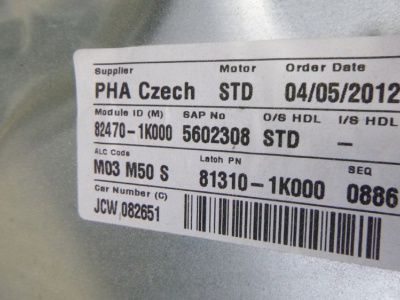 Supplier Motor Order Date
PHA Czech STD 04/05/2012
Module ID (M) SAP No O/S HDL I/S HDL
82470-1K000 5602308 STD –
ALC Code Latch PN SEQ
M03 M50 S 81310-1K000 0886
Car Number (C)
JCW 082651